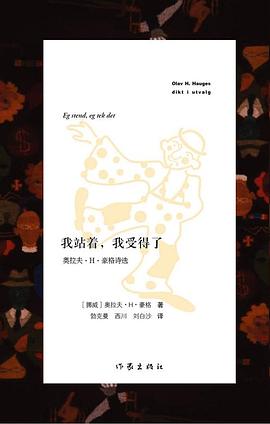 Olav H. Hauges
dikt i utvalg
Eg stend, eg tek det
我站着，我受得了
奥拉夫·H·豪格诗选
［挪威］奥拉夫·H·豪格 著
勃克曼 西川 刘白沙 译
作家出版社